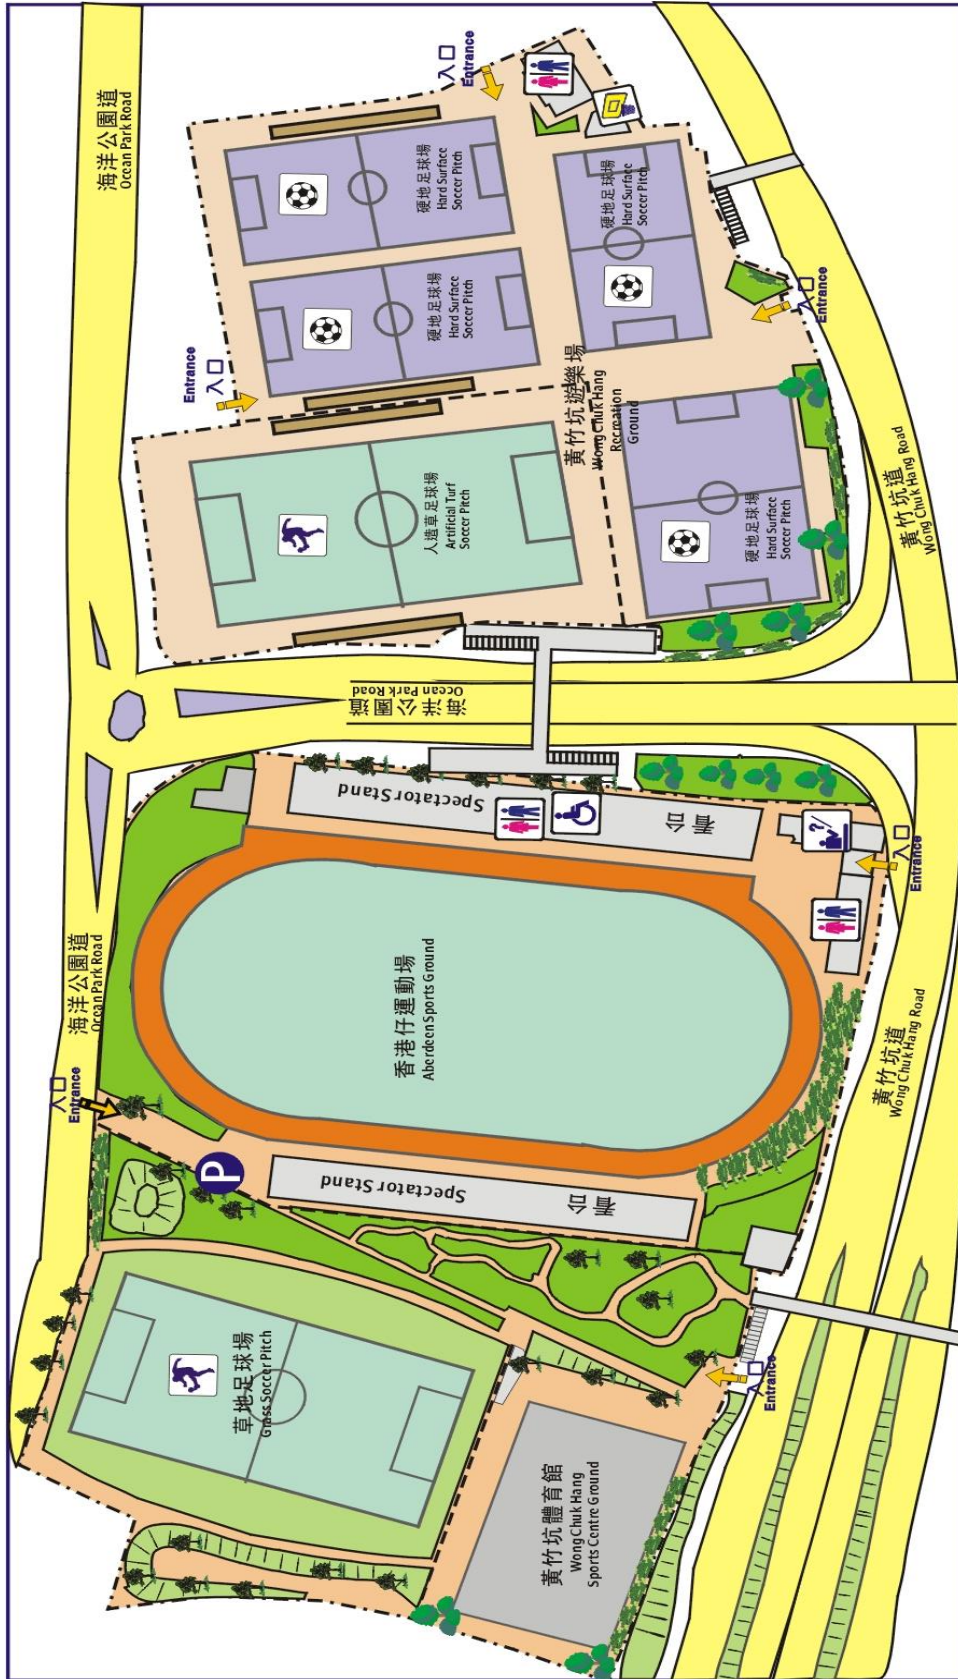 海洋公園道
Ocean Park Road
入口
Entrance
硬地足球場
Hard Surface
Soccer Pitch
硬地足球場
Hard Surface
Soccer Pitch
硬地足球場
Hard Surface
Soccer Pitch
入口
Entrance
Entrance
入口
黃竹坑遊樂場
Wong Chuk Hang
Recreation
Ground
人造草足球場
Artificial Turf
Soccer Pitch
硬地足球場
Hard Surface
Soccer Pitch
黃竹坑道
Wong Chuk Hang Road
海洋公園道
Ocean Park Road
Spectator Stand
看台
?
入口
Entrance
海洋公園道
Ocean Park Road
香港仔運動場
Aberdeen Sports Ground
入口
Entrance
P
Spectator Stand
看台
黃竹坑道
Wong Chuk Hang Road
草地足球場
Grass Soccer Pitch
入口
Entrance
黃竹坑體育館
Wong Chuk Hang
Sports Centre Ground